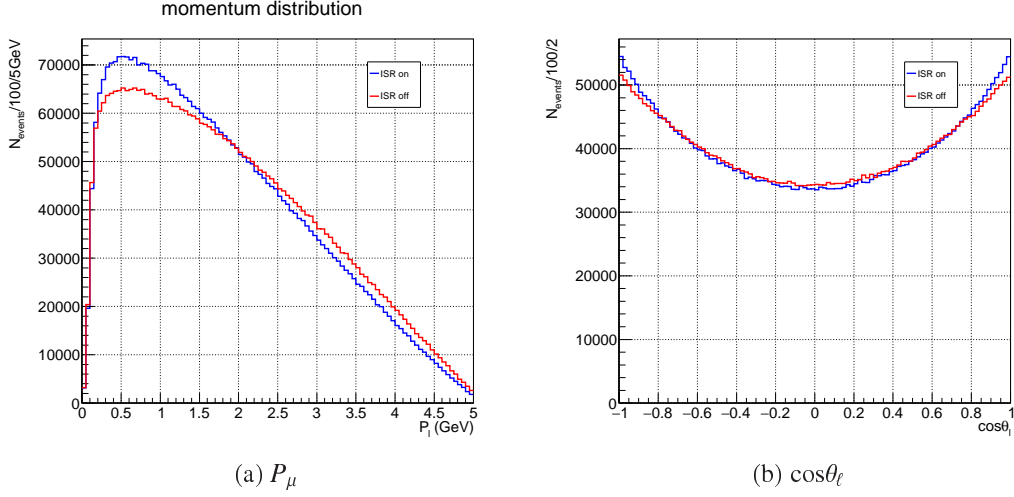 momentum distribution
N_events/100/5GeV
70000
60000
50000
40000
30000
20000
10000
0
0 0.5 1 1.5 2 2.5 3 3.5 4 4.5 5
P_l (GeV)
ISR on
ISR off
(a) P_μ
N_events/100/2
50000
40000
30000
20000
10000
0
−1 −0.8 −0.6 −0.4 −0.2 0 0.2 0.4 0.6 0.8 1
cosθ_l
ISR on
ISR off
(b) cosθ_ℓ